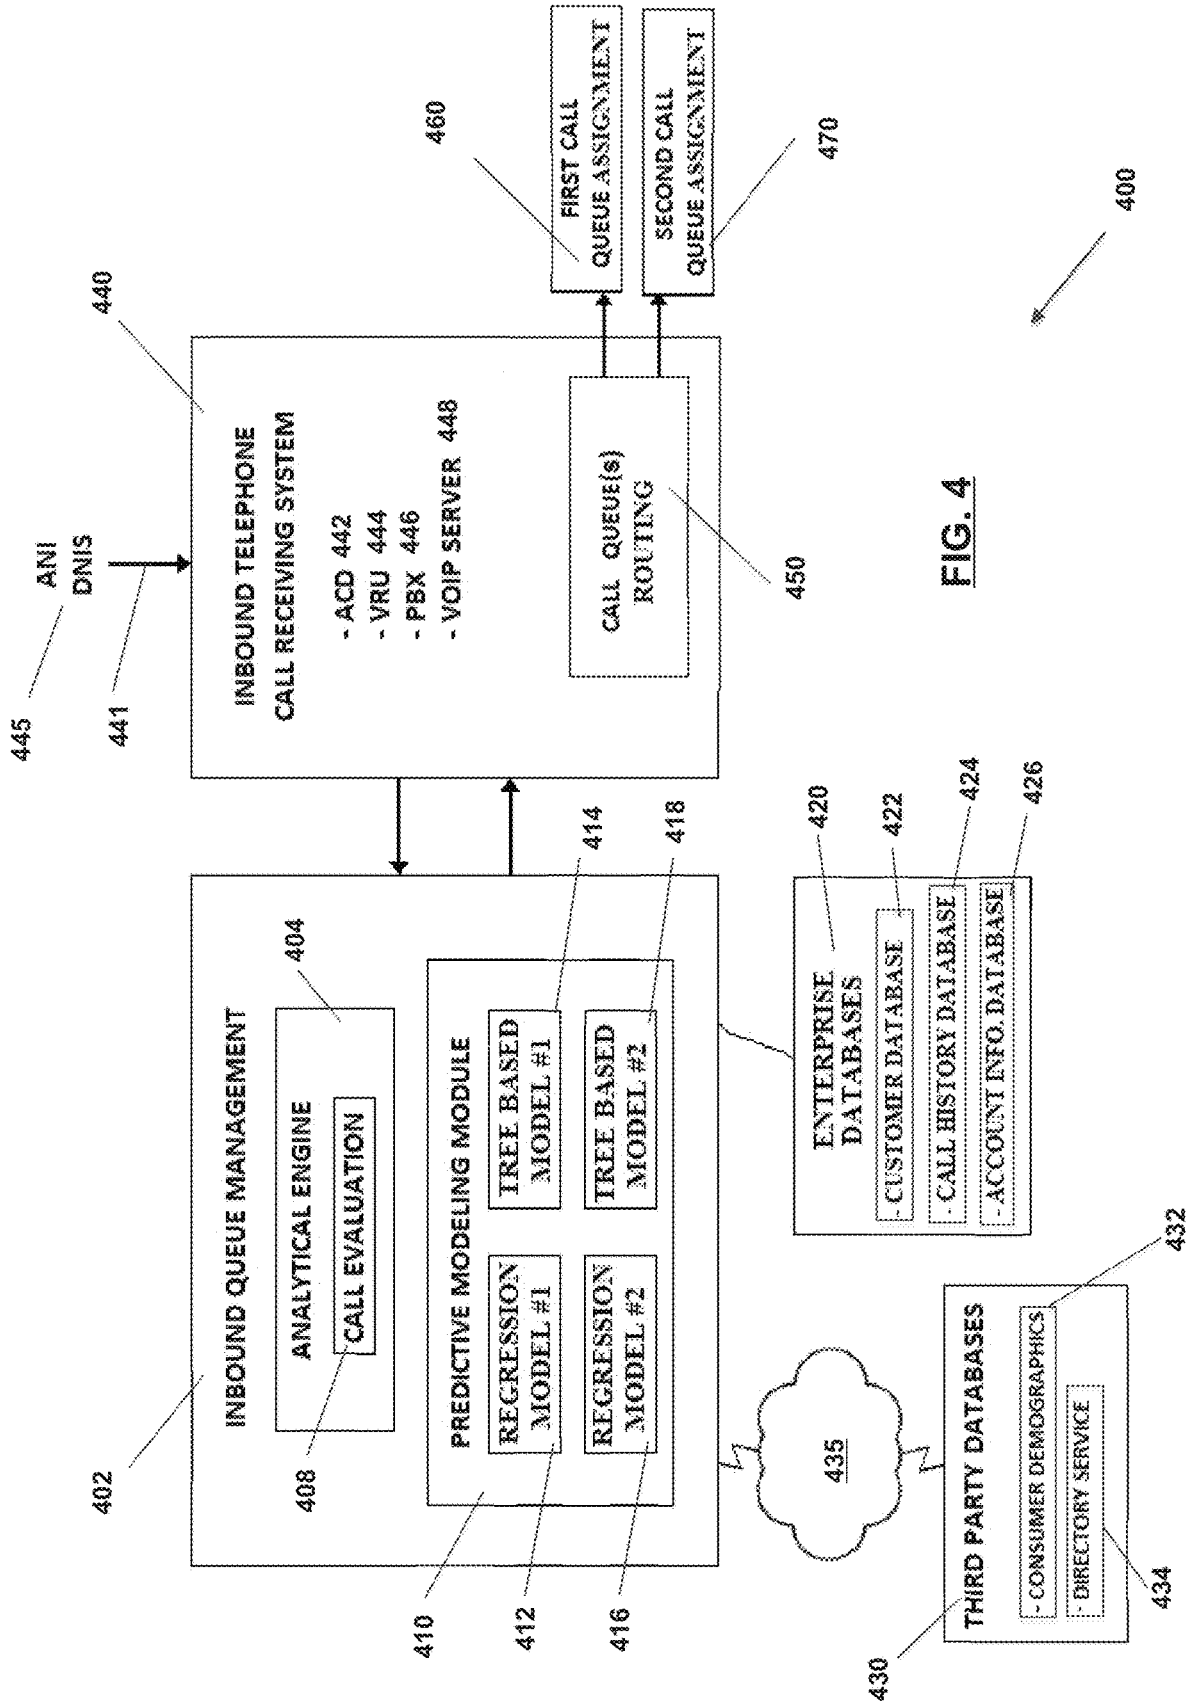 402
INBOUND QUEUE MANAGEMENT
404
ANALYTICAL ENGINE
408
CALL EVALUATION
410
PREDICTIVE MODELING MODULE
412
REGRESSION
MODEL #1
414
TREE BASED
MODEL #1
416
REGRESSION
MODEL #2
418
TREE BASED
MODEL #2
445
ANI
DNIS
441
440
INBOUND TELEPHONE
CALL RECEIVING SYSTEM
- ACD 442
- VRU 444
- PBX 446
- VOIP SERVER 448
CALL QUEUE(s)
ROUTING
450
460
FIRST CALL
QUEUE ASSIGNMENT
SECOND CALL
QUEUE ASSIGNMENT
470
435
430
THIRD PARTY DATABASES
- CONSUMER DEMOGRAPHICS
432
- DIRECTORY SERVICE
434
ENTERPRISE
DATABASES
420
- CUSTOMER DATABASE
422
- CALL HISTORY DATABASE
424
- ACCOUNT INFO. DATABASE
426
400
FIG. 4